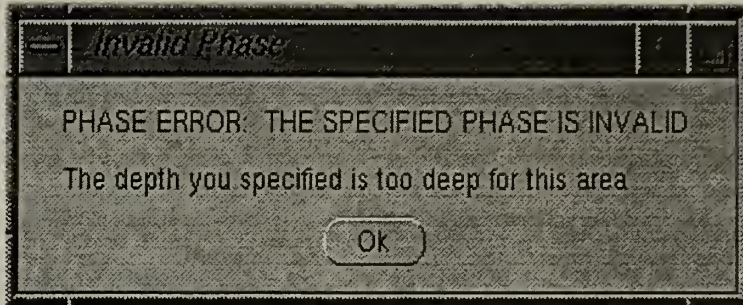 Invalid Phase
PHASE ERROR: THE SPECIFIED PHASE IS INVALID
The depth you specified is too deep for this area
Ok